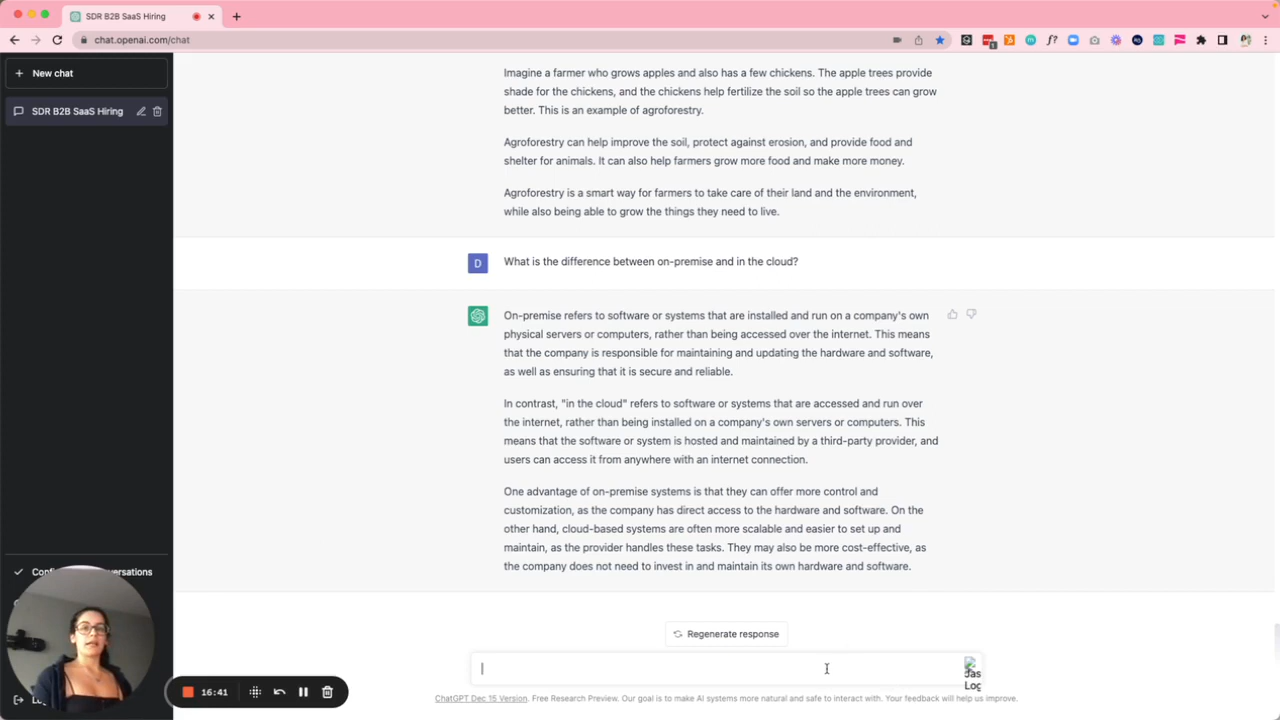 SDR B2B SaaS Hiring
chat.openai.com/chat
1
New chat
SDR B2B SaaS Hiring
Imagine a farmer who grows apples and also has a few chickens. The apple trees provide
shade for the chickens, and the chickens help fertilize the soil so the apple trees can grow
better. This is an example of agroforestry.
Agroforestry can help improve the soil, protect against erosion, and provide food and
shelter for animals. It can also help farmers grow more food and make more money.
Agroforestry is a smart way for farmers to take care of their land and the environment,
while also being able to grow the things they need to live.
D
What is the difference between on-premise and in the cloud?
On-premise refers to software or systems that are installed and run on a company's own
physical servers or computers, rather than being accessed over the internet. This means
that the company is responsible for maintaining and updating the hardware and software,
as well as ensuring that it is secure and reliable.
In contrast, "in the cloud" refers to software or systems that are accessed and run over
the internet, rather than being installed on a company's own servers or computers. This
means that the software or system is hosted and maintained by a third-party provider, and
users can access it from anywhere with an internet connection.
One advantage of on-premise systems is that they can offer more control and
customization, as the company has direct access to the hardware and software. On the
other hand, cloud-based systems are often more scalable and easier to set up and
maintain, as the provider handles these tasks. They may also be more cost-effective, as
the company does not need to invest in and maintain its own hardware and software.
Regenerate response
16:41
ChatGPT Dec 15 Version. Free Research Preview. Our goal is to make AI systems more natural and safe to interact with. Your feedback will help us improve.